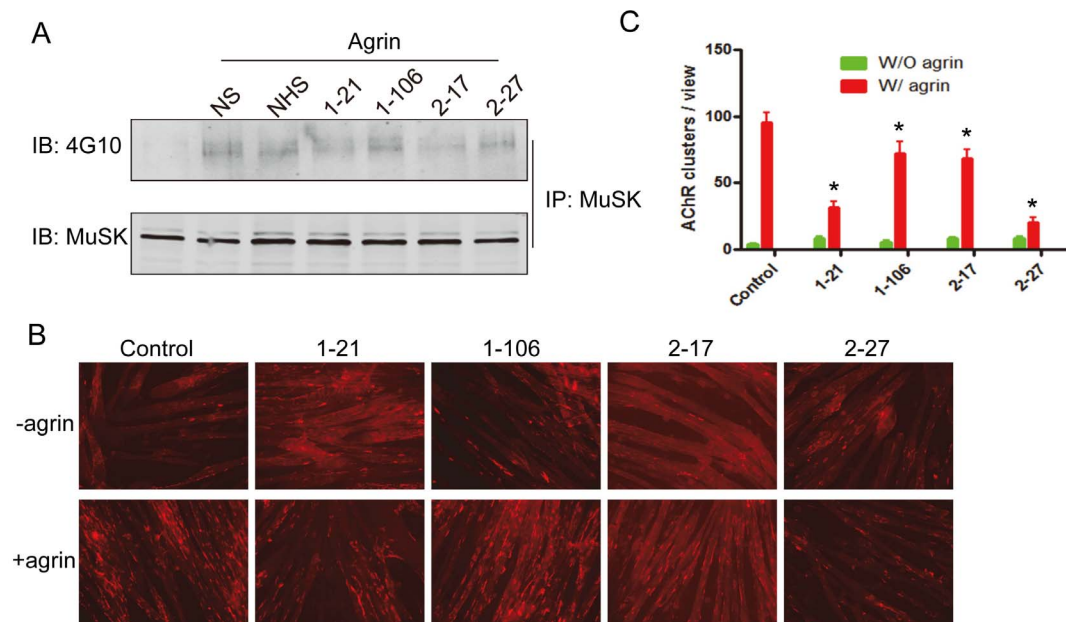 A
Agrin
NS NHS 1-21 1-106 2-17 2-27
IB: 4G10
IP: MuSK
IB: MuSK
C
150
100
50
0
AChR clusters / view
W/O agrin
W/ agrin
*
*
*
*
Control 1-21 1-106 2-17 2-27
B
Control 1-21 1-106 2-17 2-27
-agrin
+agrin